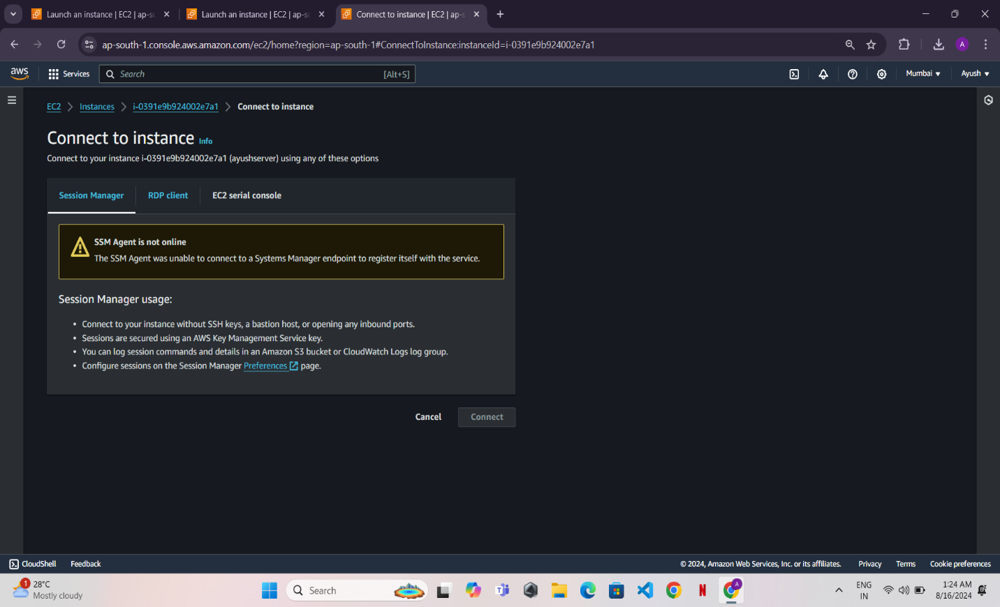 Launch an instance | EC2 | ap-sc
Launch an instance | EC2 | ap-sc
Connect to instance | EC2 | ap-s
ap-south-1.console.aws.amazon.com/ec2/home?region=ap-south-1#ConnectToInstance:instanceId=i-0391e9b924002e7a1
A
aws
Services
Search
[Alt+S]
Mumbai
Ayush
EC2 > Instances > i-0391e9b924002e7a1 > Connect to instance
Connect to instance Info
Connect to your instance i-0391e9b924002e7a1 (ayushserver) using any of these options
Session Manager
RDP client
EC2 serial console
SSM Agent is not online
The SSM Agent was unable to connect to a Systems Manager endpoint to register itself with the service.
Session Manager usage:
• Connect to your instance without SSH keys, a bastion host, or opening any inbound ports.
• Sessions are secured using an AWS Key Management Service key.
• You can log session commands and details in an Amazon S3 bucket or CloudWatch Logs log group.
• Configure sessions on the Session Manager Preferences page.
Cancel
Connect
CloudShell
Feedback
© 2024, Amazon Web Services, Inc. or its affiliates.
Privacy
Terms
Cookie preferences
1
28°C
Mostly cloudy
Search
N
A
ENG
IN
1:24 AM
8/16/2024